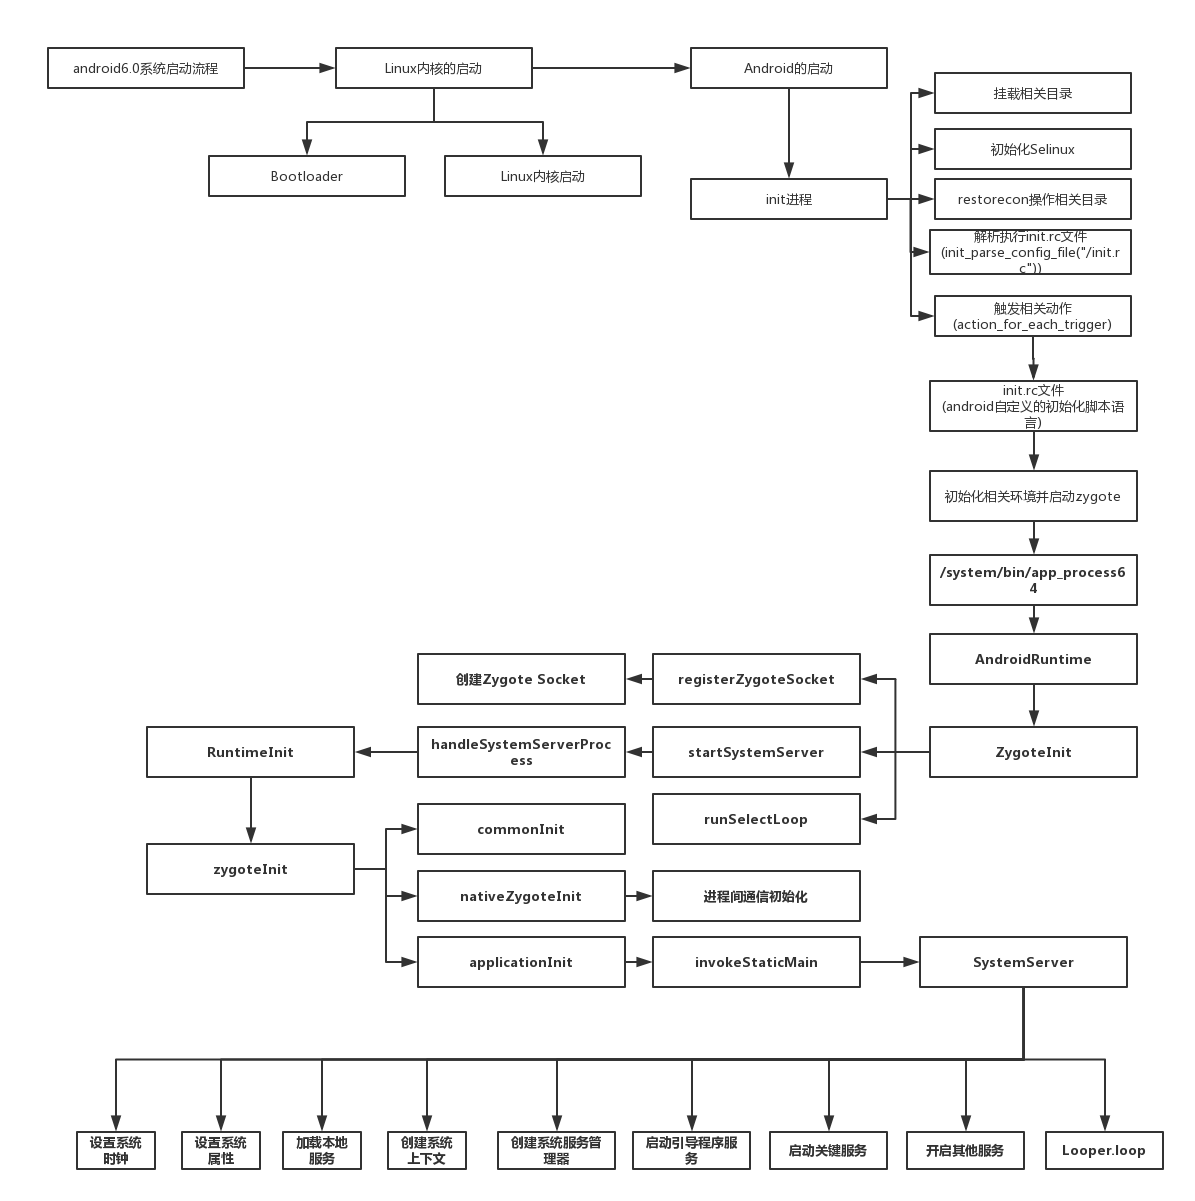 android6.0系统启动流程
Linux内核的启动
Android的启动
挂载相关目录
初始化Selinux
Bootloader
Linux内核启动
init进程
restorecon操作相关目录
解析执行init.rc文件
(init_parse_config_file("/init.r
c"))
触发相关动作
(action_for_each_trigger)
init.rc文件
(android自定义的初始化脚本语
言)
初始化相关环境并启动zygote
/system/bin/app_process6
4
AndroidRuntime
创建Zygote Socket
registerZygoteSocket
RuntimeInit
handleSystemServerProc
ess
startSystemServer
ZygoteInit
runSelectLoop
commonInit
zygoteInit
nativeZygoteInit
进程间通信初始化
applicationInit
invokeStaticMain
SystemServer
设置系统
时钟
设置系统
属性
加载本地
服务
创建系统
上下文
创建系统服务管
理器
启动引导程序服
务
启动关键服务
开启其他服务
Looper.loop